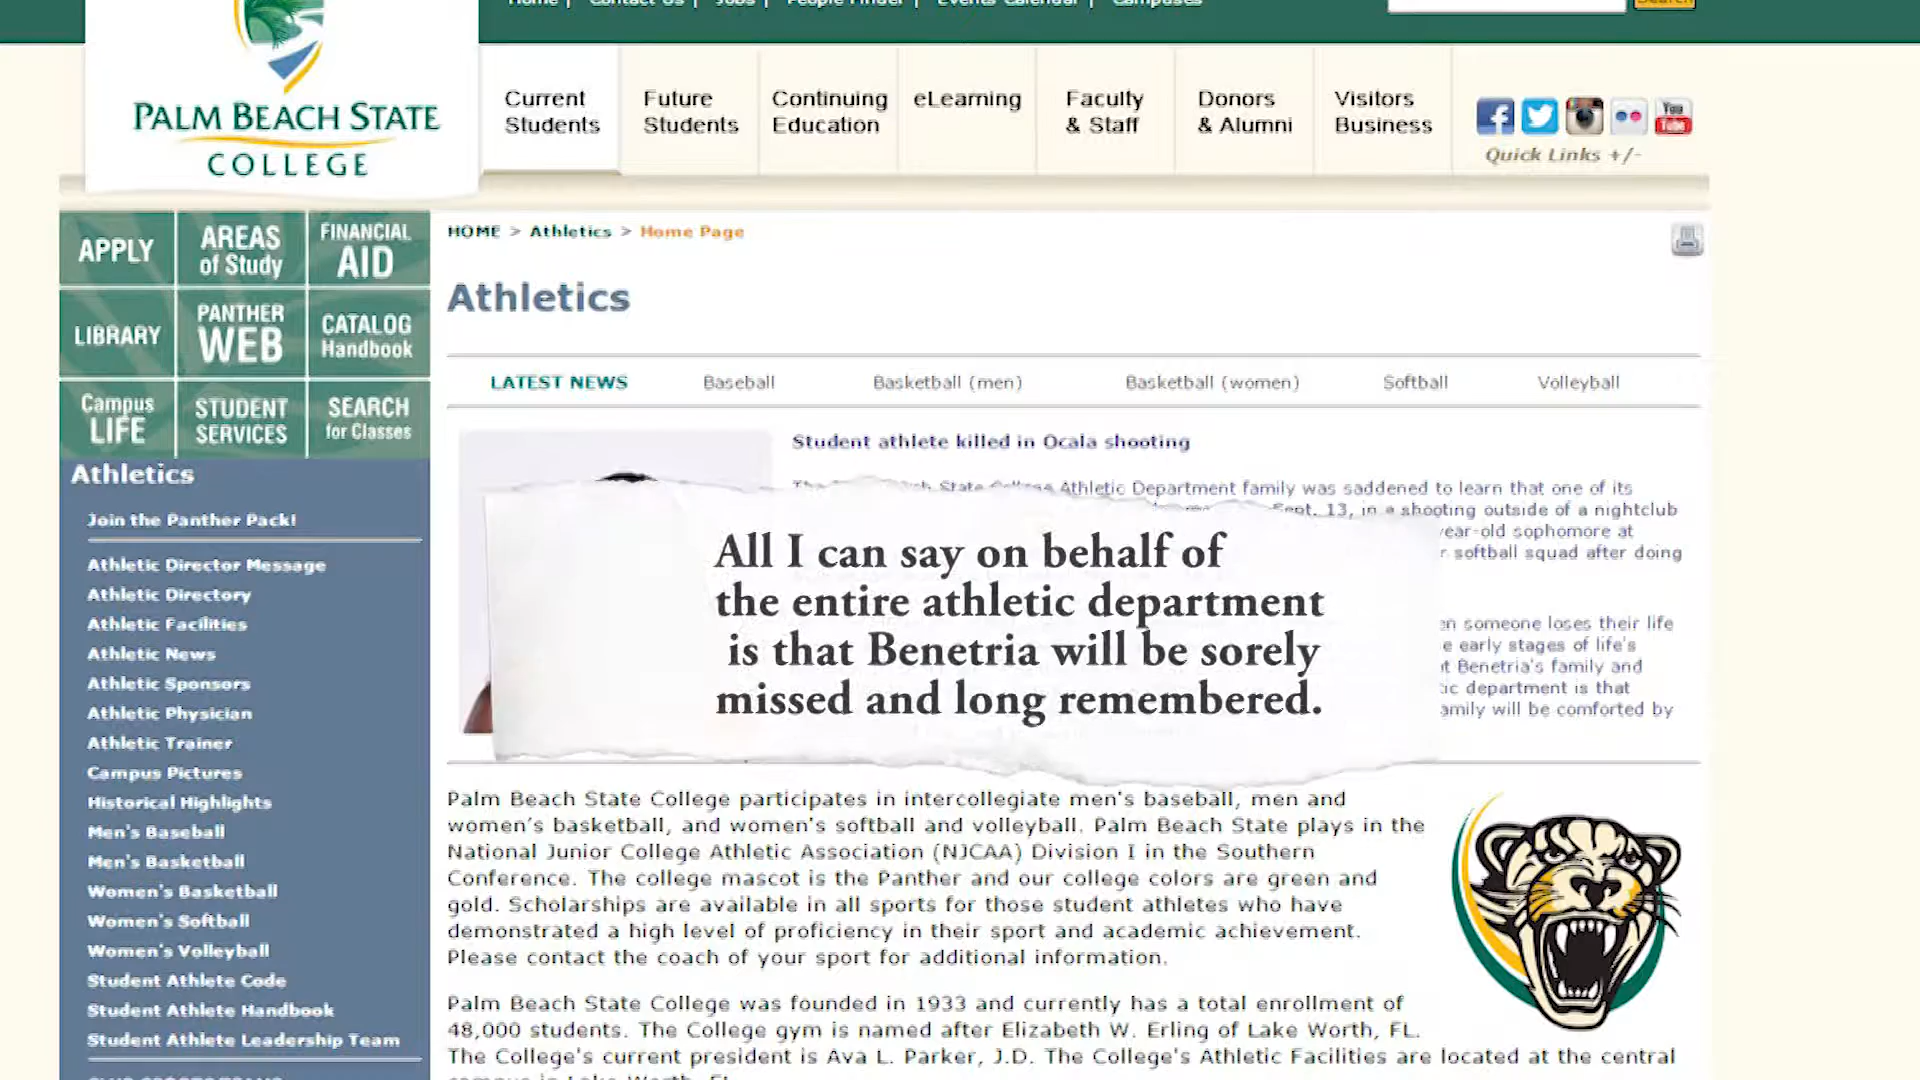 Home | Contact Us | Jobs | People Finder | Events Calendar | Campuses
Search
PALM BEACH STATE
COLLEGE
Current
Students
Future
Students
Continuing
Education
eLearning
Faculty
& Staff
Donors
& Alumni
Visitors
Business
You
Tube
Quick Links +/-
APPLY
AREAS
of Study
FINANCIAL
AID
LIBRARY
PANTHER
WEB
CATALOG
Handbook
Campus
LIFE
STUDENT
SERVICES
SEARCH
for Classes
HOME > Athletics > Home Page
Athletics
LATEST NEWS Baseball Basketball (men) Basketball (women) Softball Volleyball
Student athlete killed in Ocala shooting
State College Athletic Department family was saddened to learn that one of its
Sept. 13, in a shooting outside of a nightclub
year-old sophomore at
softball squad after doing
someone loses their life
e early stages of life's
Benetria's family and
department is that
will be comforted by
All I can say on behalf of
the entire athletic department
is that Benetria will be sorely
missed and long remembered.
Athletics
Join the Panther Pack!
Athletic Director Message
Athletic Directory
Athletic Facilities
Athletic News
Athletic Sponsors
Athletic Physician
Athletic Trainer
Campus Pictures
Historical Highlights
Men's Baseball
Men's Basketball
Women's Basketball
Women's Softball
Women's Volleyball
Student Athlete Code
Student Athlete Handbook
Student Athlete Leadership Team
Palm Beach State College participates in intercollegiate men's baseball, men and
women's basketball, and women's softball and volleyball. Palm Beach State plays in the
National Junior College Athletic Association (NJCAA) Division I in the Southern
Conference. The college mascot is the Panther and our college colors are green and
gold. Scholarships are available in all sports for those student athletes who have
demonstrated a high level of proficiency in their sport and academic achievement.
Please contact the coach of your sport for additional information.
Palm Beach State College was founded in 1933 and currently has a total enrollment of
48,000 students. The College gym is named after Elizabeth W. Erling of Lake Worth, FL.
The College's current president is Ava L. Parker, J.D. The College's Athletic Facilities are located at the central